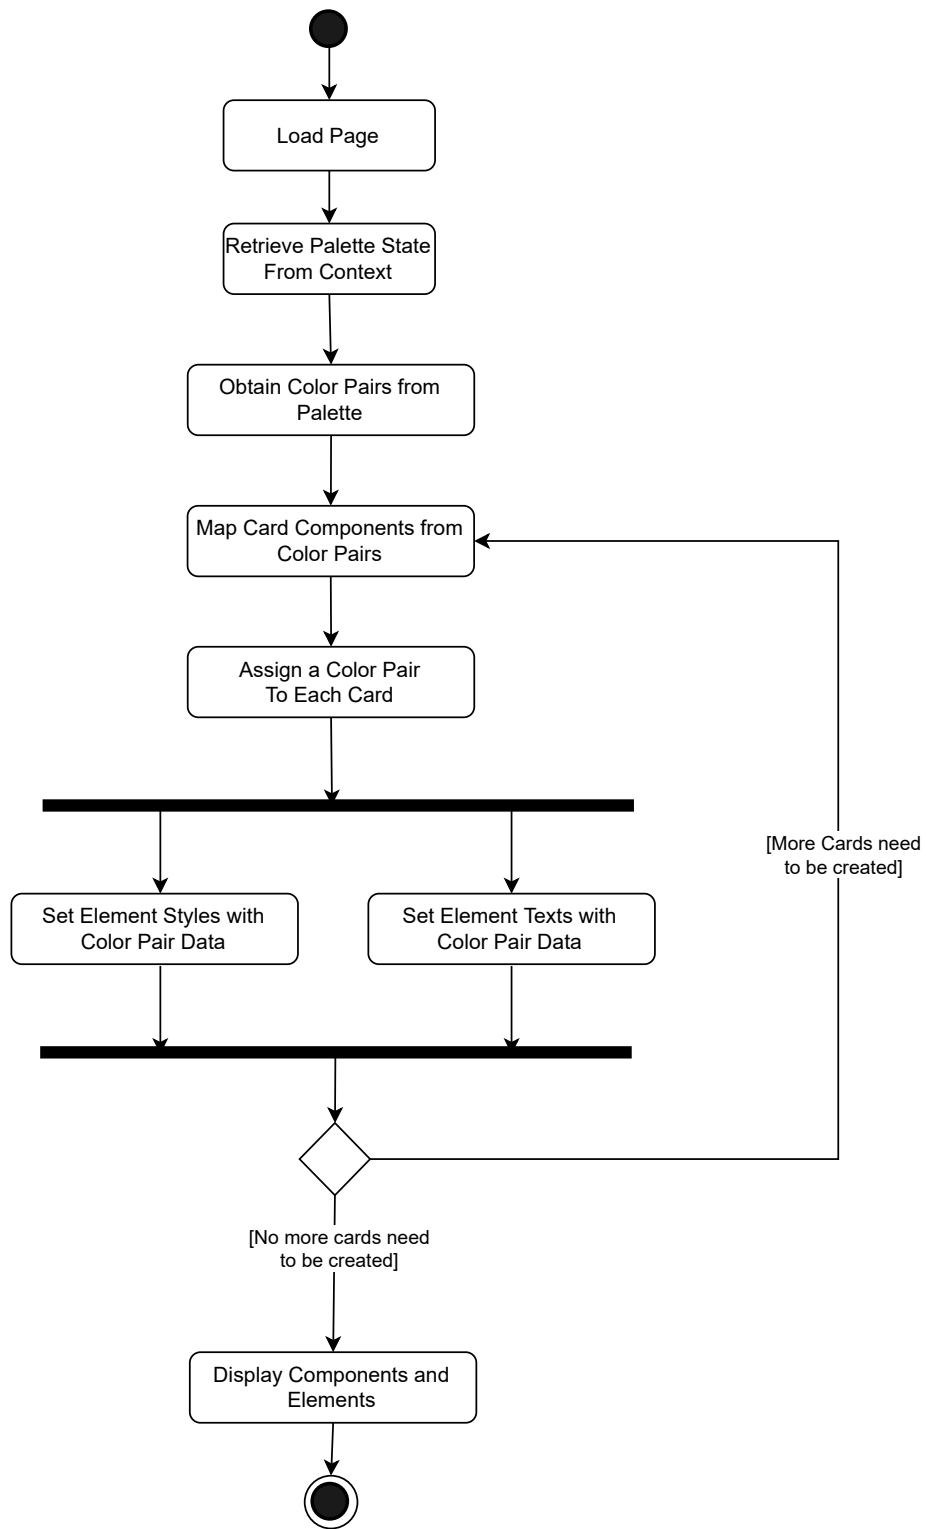 Load Page
Retrieve Palette State
From Context
Obtain Color Pairs from
Palette
Map Card Components from
Color Pairs
Assign a Color Pair
To Each Card
[More Cards need
to be created]
Set Element Styles with
Color Pair Data
Set Element Texts with
Color Pair Data
[No more cards need
to be created]
Display Components and
Elements